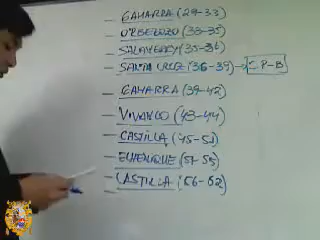 — GAMARRA (29-33)
— ORBEGOZO (33-35)
— SALAVERRY (35-36)
— SANTA CRUZ (36-39) → C.P-B
— GAMARRA (39-42)
— VIVANCO (43-44)
— CASTILLA (45-51)
— ECHENIQUE (51-55)
— CASTILLA (56-62)
—